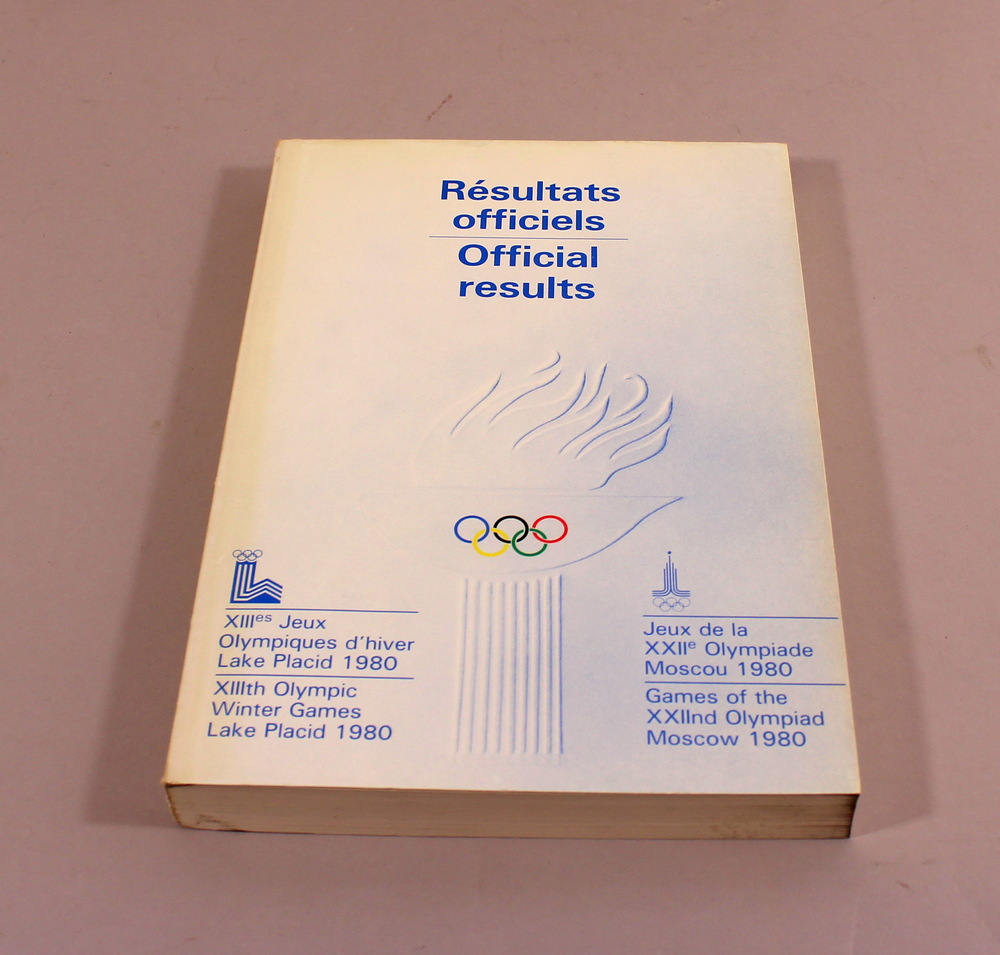 Résultats
officiels
Official
results
XIIIes Jeux
Olympiques d'hiver
Lake Placid 1980
XIIIth Olympic
Winter Games
Lake Placid 1980
Jeux de la
XXIIe Olympiade
Moscou 1980
Games of the
XXIInd Olympiad
Moscow 1980